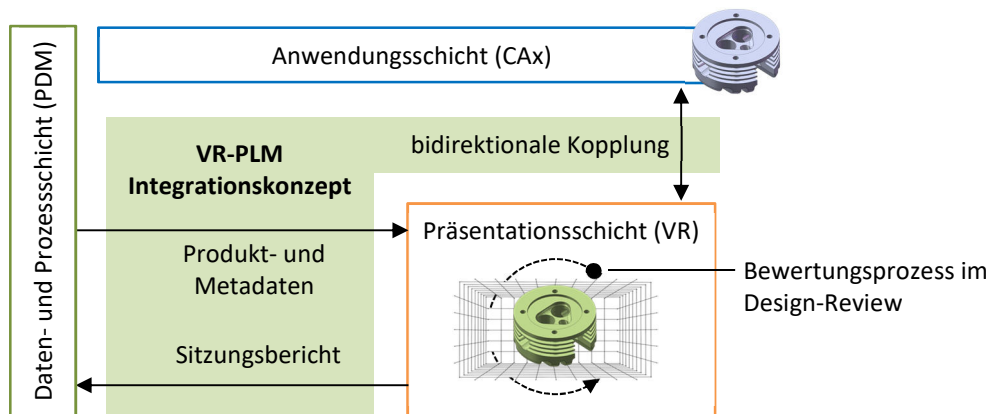 Daten- und Prozessschicht (PDM)
Anwendungsschicht (CAx)
bidirektionale Kopplung
VR-PLM
Integrationskonzept
Präsentationsschicht (VR)
Produkt- und
Metadaten
Bewertungsprozess im
Design-Review
Sitzungsbericht